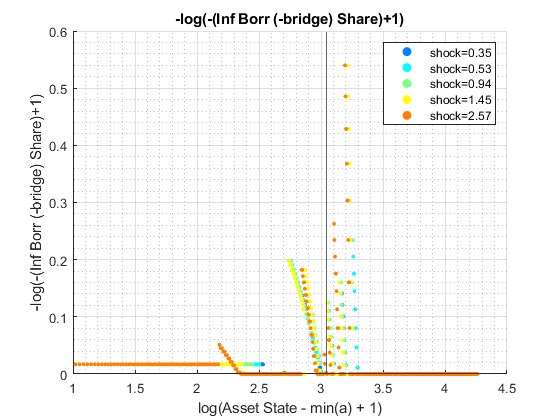 -log(-(Inf Borr (-bridge) Share)+1)
0.6
0.5
0.4
0.3
0.2
0.1
0
-log(-(Inf Borr (-bridge) Share)+1)
shock=0.35
shock=0.53
shock=0.94
shock=1.45
shock=2.57
1 1.5 2 2.5 3 3.5 4 4.5
log(Asset State - min(a) + 1)